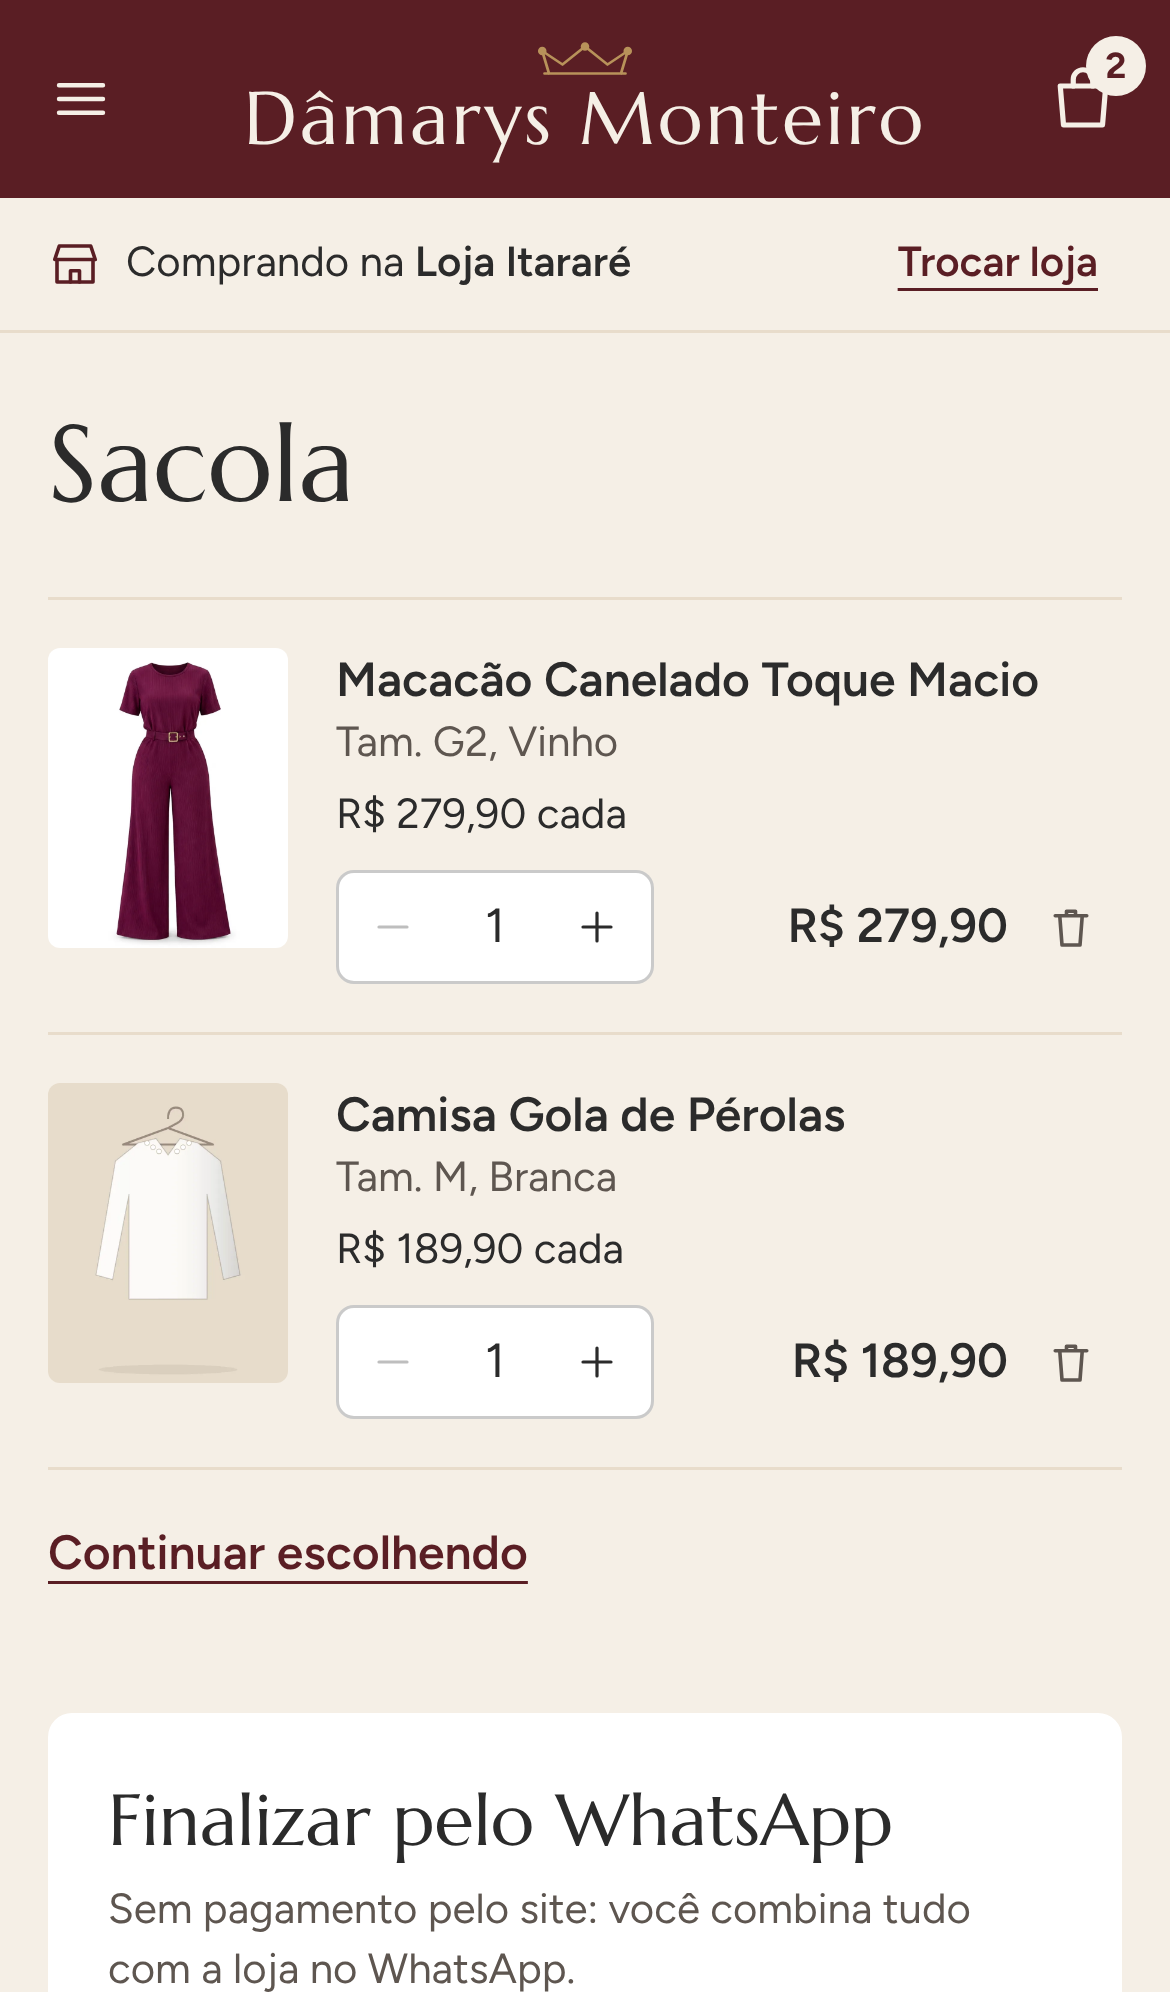 Dâmarys Monteiro
2
Comprando na Loja Itararé
Trocar loja
Sacola
Macacão Canelado Toque Macio
Tam. G2, Vinho
R$ 279,90 cada
1
R$ 279,90
Camisa Gola de Pérolas
Tam. M, Branca
R$ 189,90 cada
1
R$ 189,90
Continuar escolhendo
Finalizar pelo WhatsApp
Sem pagamento pelo site: você combina tudo
com a loja no WhatsApp.